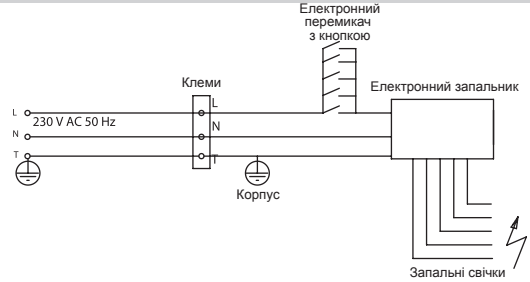 Електронний
перемикач
з кнопкою
Клеми
Електронний запальник
L
L
230 V AC 50 Hz
N
N
T
T
Корпус
Запальні свічки